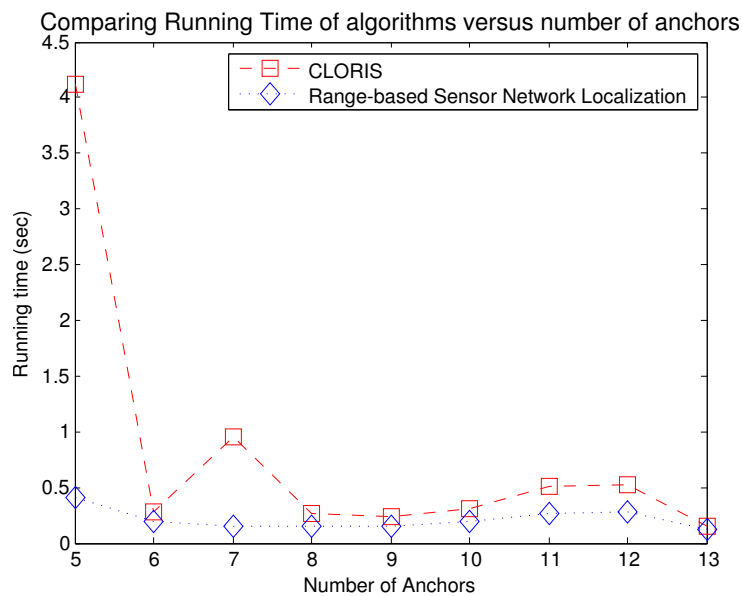 Comparing Running Time of algorithms versus number of anchors
CLORIS
Range-based Sensor Network Localization
Running time (sec)
4.5
4
3.5
3
2.5
2
1.5
1
0.5
0
5 6 7 8 9 10 11 12 13
Number of Anchors